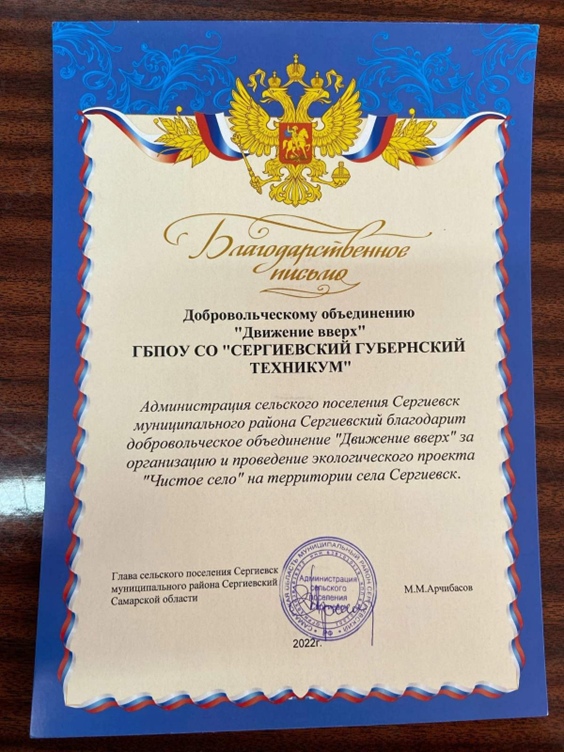 Благодарственное
письмо
Добровольческому объединению
"Движение вверх"
ГБПОУ СО "СЕРГИЕВСКИЙ ГУБЕРНСКИЙ
ТЕХНИКУМ"
Администрация сельского поселения Сергиевск
муниципального района Сергиевский благодарит
добровольческое объединение "Движение вверх" за
организацию и проведение экологического проекта
"Чистое село" на территории села Сергиевск.
Глава сельского поселения Сергиевск
муниципального района Сергиевский
Самарской области
Администрация
сельского
поселения
М.М.Арчибасов
2022г.